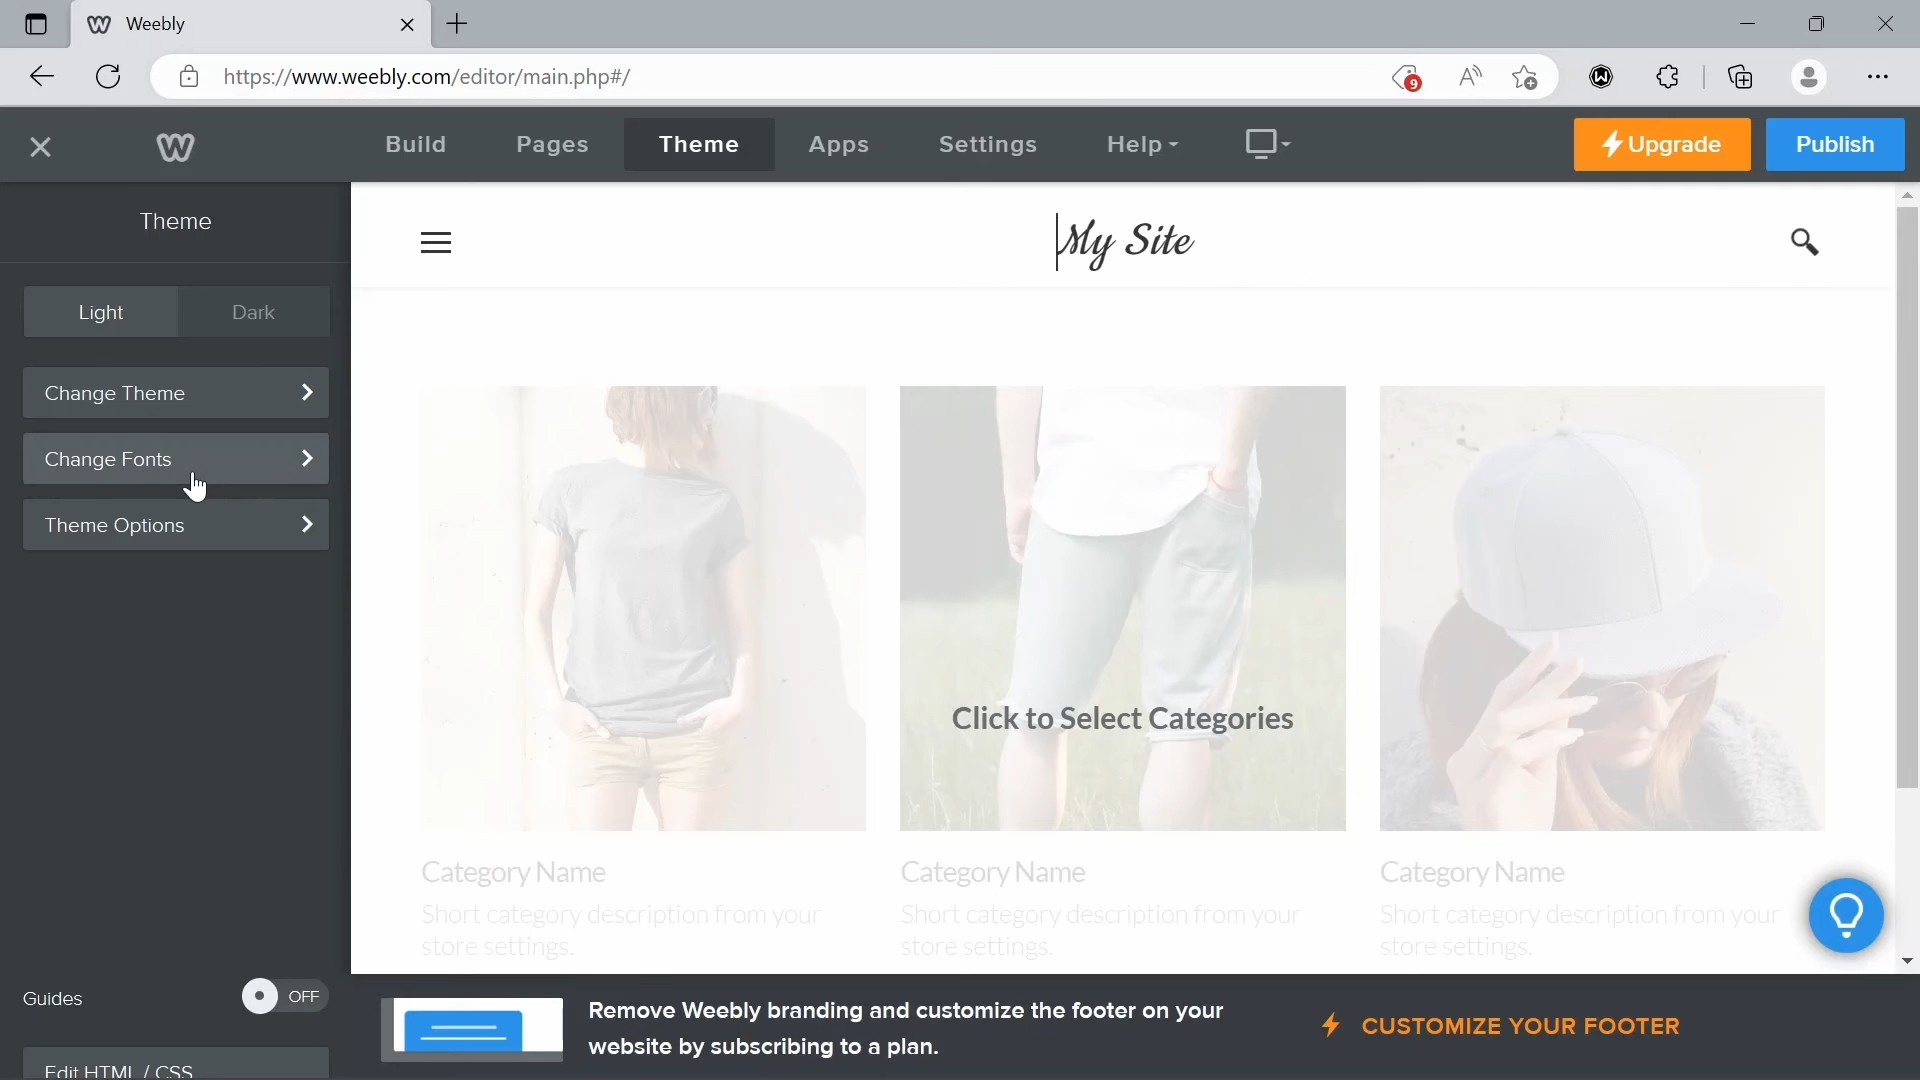 Weebly
https://www.weebly.com/editor/main.php#/
9
Build
Pages
Theme
Apps
Settings
Help
Upgrade
Publish
Theme
Light
Dark
Change Theme
Change Fonts
Theme Options
Guides
OFF
Edit HTML / CSS
My Site
Click to Select Categories
Category Name
Short category description from your
store settings.
Category Name
Short category description from your
store settings.
Category Name
Short category description from your
store settings.
Remove Weebly branding and customize the footer on your
website by subscribing to a plan.
CUSTOMIZE YOUR FOOTER